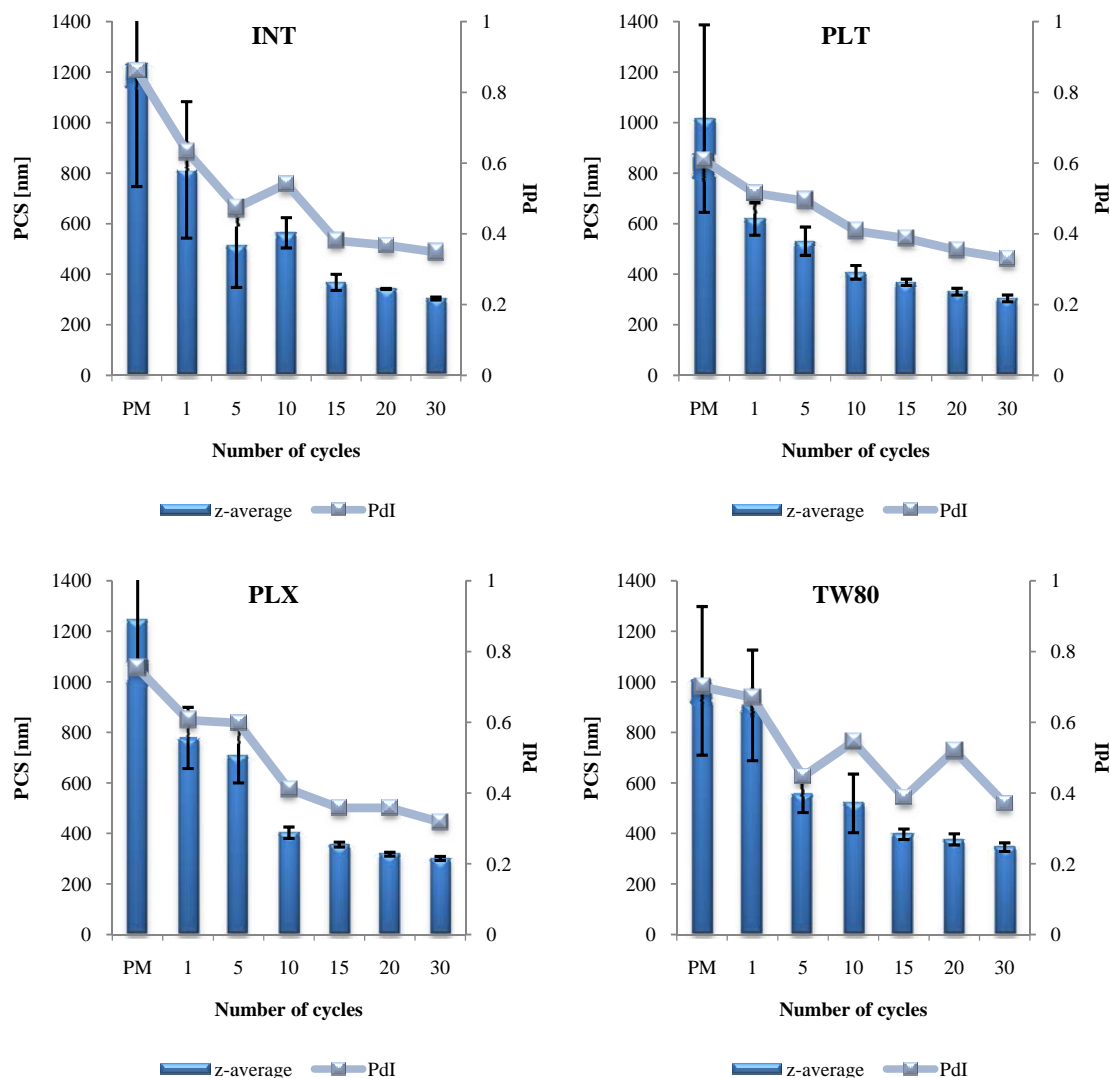 INT
PCS [nm]
1400
1200
1000
800
600
400
200
0
1
0.8
0.6
0.4
0.2
0
PdI
PM 1 5 10 15 20 30
Number of cycles
z-average PdI
PLT
PCS [nm]
1400
1200
1000
800
600
400
200
0
1
0.8
0.6
0.4
0.2
0
PdI
PM 1 5 10 15 20 30
Number of cycles
z-average PdI
PLX
PCS [nm]
1400
1200
1000
800
600
400
200
0
1
0.8
0.6
0.4
0.2
0
PdI
PM 1 5 10 15 20 30
Number of cycles
z-average PdI
TW80
PCS [nm]
1400
1200
1000
800
600
400
200
0
1
0.8
0.6
0.4
0.2
0
PdI
PM 1 5 10 15 20 30
Number of cycles
z-average PdI